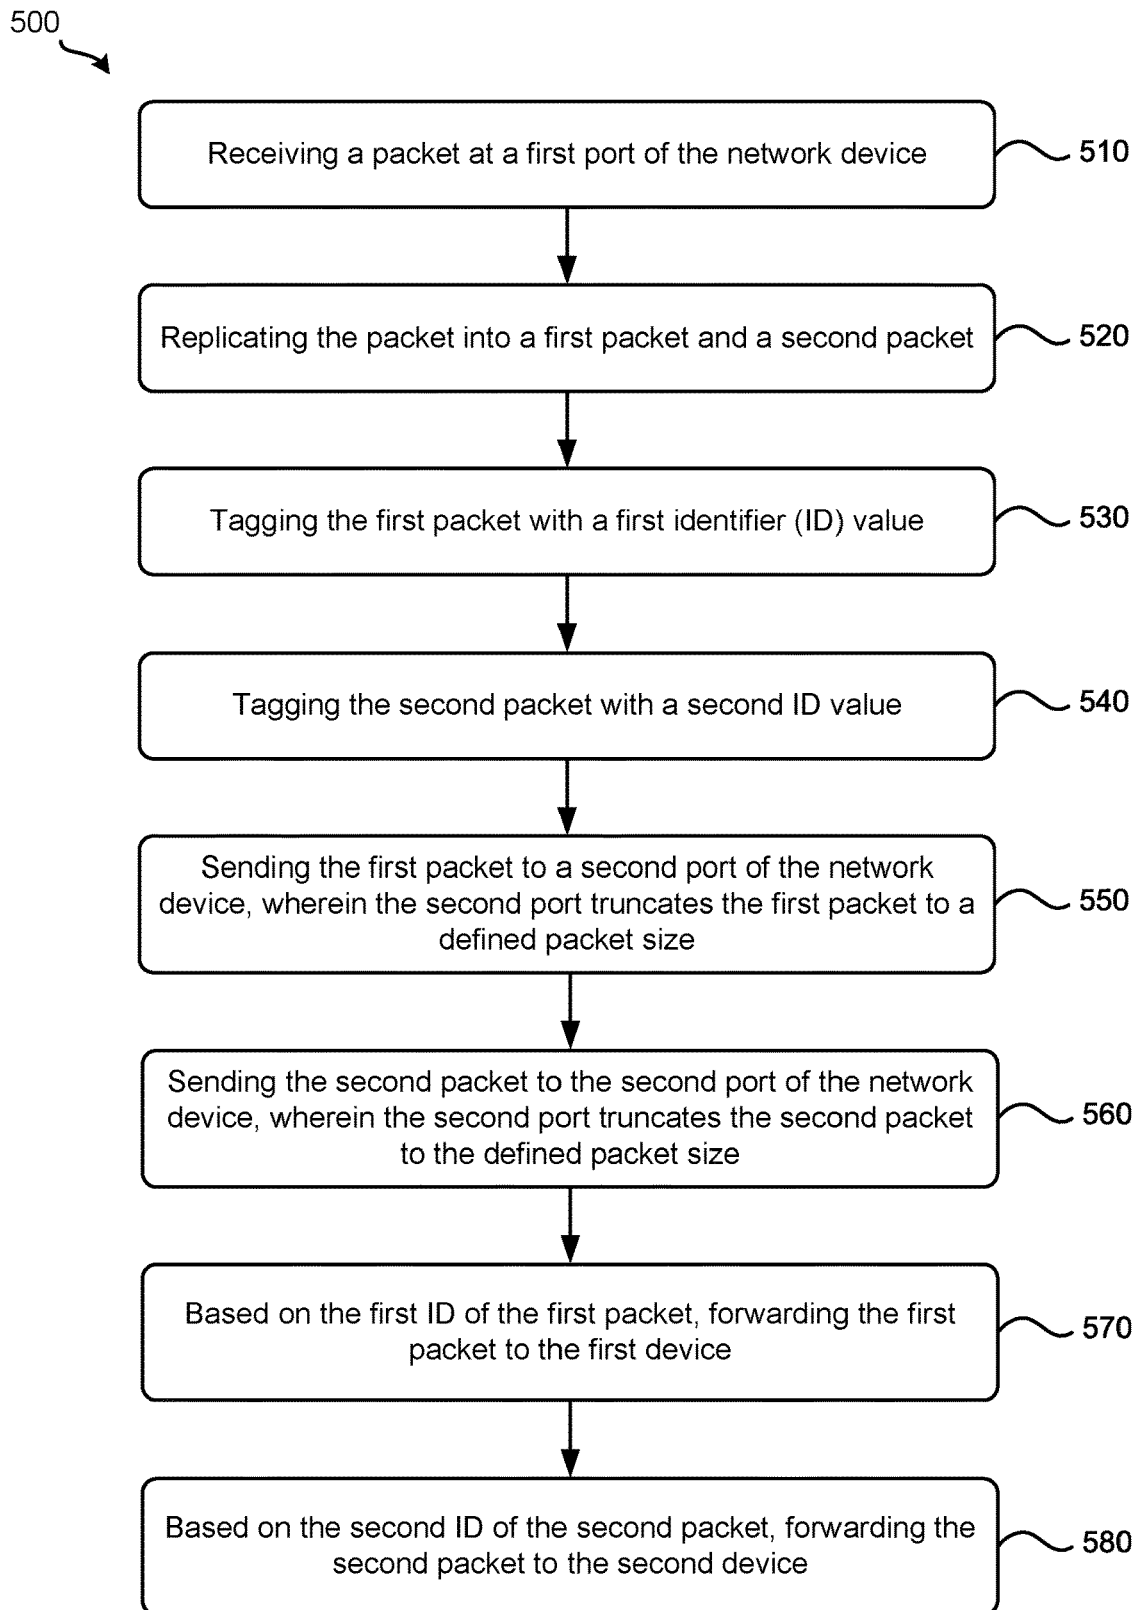 500
Receiving a packet at a first port of the network device
510
Replicating the packet into a first packet and a second packet
520
Tagging the first packet with a first identifier (ID) value
530
Tagging the second packet with a second ID value
540
Sending the first packet to a second port of the network
device, wherein the second port truncates the first packet to a
defined packet size
550
Sending the second packet to the second port of the network
device, wherein the second port truncates the second packet
to the defined packet size
560
Based on the first ID of the first packet, forwarding the first
packet to the first device
570
Based on the second ID of the second packet, forwarding the
second packet to the second device
580